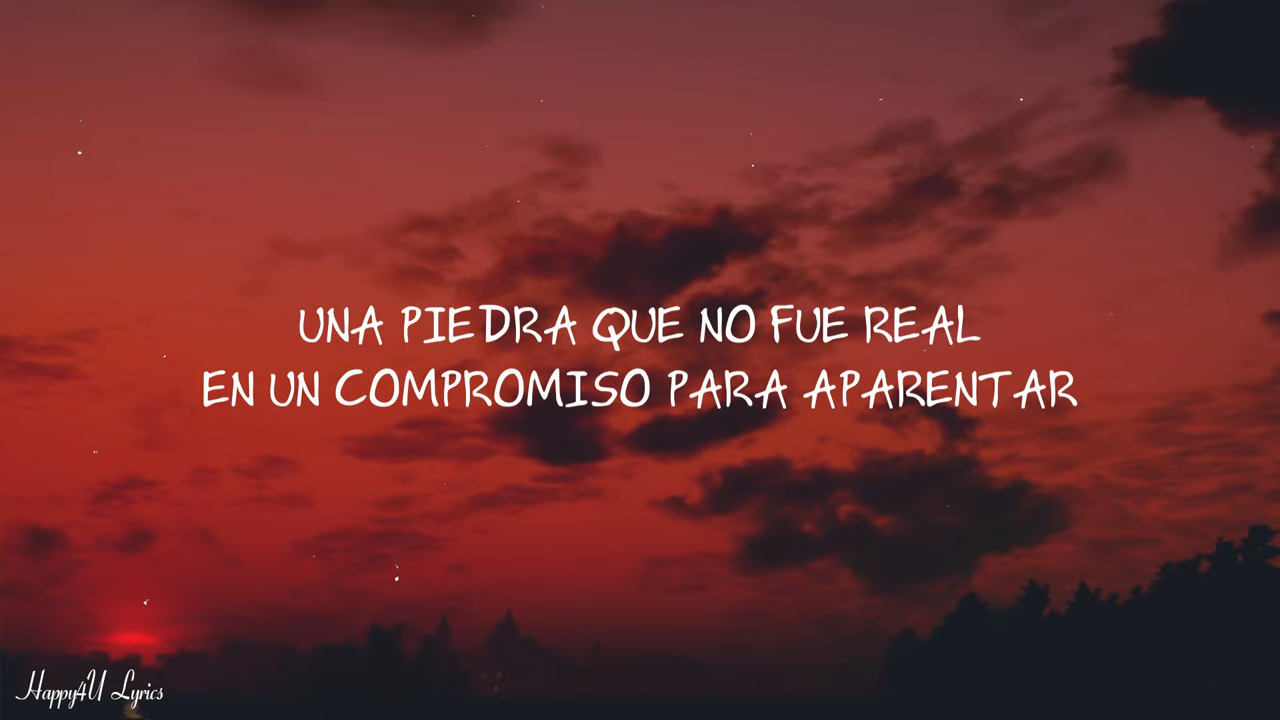 UNA PIEDRA QUE NO FUE REAL
EN UN COMPROMISO PARA APARENTAR
Happy4U Lyrics